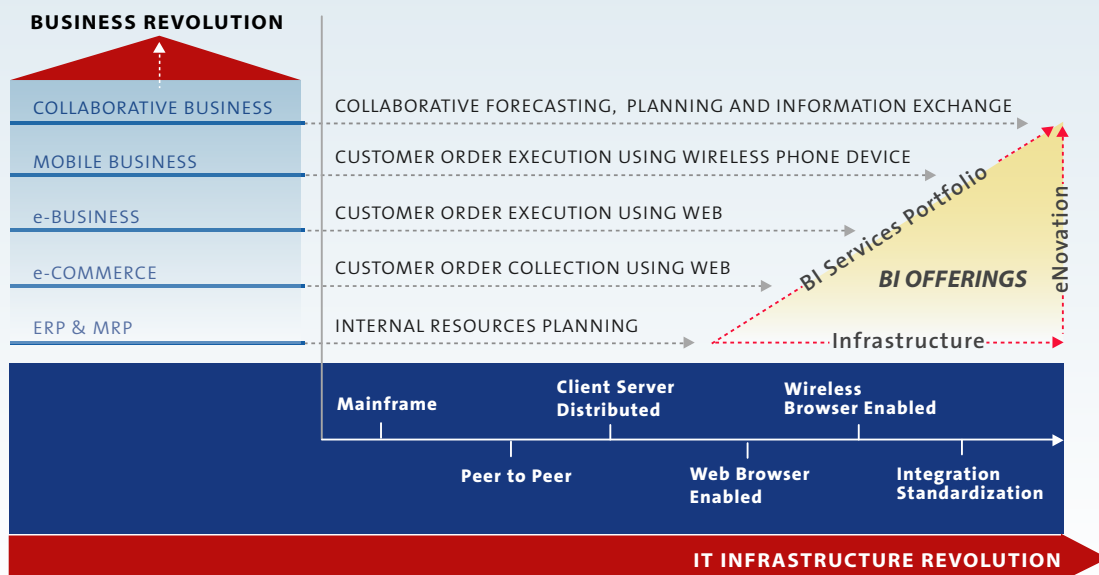 BUSINESS REVOLUTION
COLLABORATIVE BUSINESS
COLLABORATIVE FORECASTING, PLANNING AND INFORMATION EXCHANGE
MOBILE BUSINESS
CUSTOMER ORDER EXECUTION USING WIRELESS PHONE DEVICE
e-BUSINESS
CUSTOMER ORDER EXECUTION USING WEB
e-COMMERCE
CUSTOMER ORDER COLLECTION USING WEB
ERP & MRP
INTERNAL RESOURCES PLANNING
BI Services Portfolio
BI OFFERINGS
eNovation
Infrastructure
Mainframe
Client Server
Distributed
Wireless
Browser Enabled
Peer to Peer
Web Browser
Enabled
Integration
Standardization
IT INFRASTRUCTURE REVOLUTION